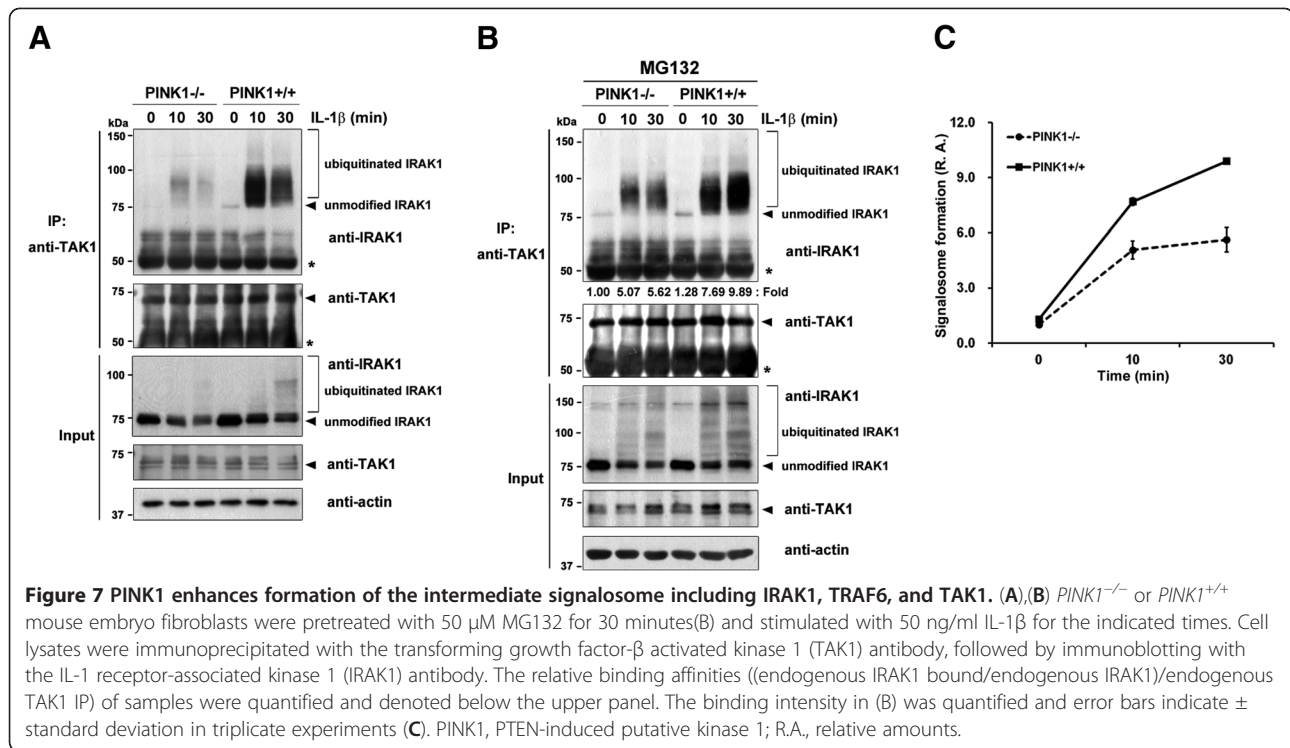 A
PINK1-/- PINK1+/+
0 10 30 0 10 30 IL-1β (min)
kDa
150
100
75
50
ubiquitinated IRAK1
unmodified IRAK1
anti-IRAK1
*
IP:
anti-TAK1
75
50
anti-TAK1
*
Input
100
75
anti-IRAK1
ubiquitinated IRAK1
unmodified IRAK1
75
anti-TAK1
37
anti-actin
B
MG132
PINK1-/- PINK1+/+
0 10 30 0 10 30 IL-1β (min)
kDa
150
100
75
50
ubiquitinated IRAK1
unmodified IRAK1
anti-IRAK1
*
IP:
anti-TAK1
1.00 5.07 5.62 1.28 7.69 9.89 : Fold
75
50
anti-TAK1
*
Input
150
100
75
anti-IRAK1
ubiquitinated IRAK1
unmodified IRAK1
75
anti-TAK1
37
anti-actin
C
Signalosome formation (R. A.)
12.0
9.0
6.0
3.0
0.0
PINK1-/-
PINK1+/+
0 10 30
Time (min)
Figure 7 PINK1 enhances formation of the intermediate signalosome including IRAK1, TRAF6, and TAK1. (A),(B) PINK1−/− or PINK1+/+
mouse embryo fibroblasts were pretreated with 50 μM MG132 for 30 minutes(B) and stimulated with 50 ng/ml IL-1β for the indicated times. Cell
lysates were immunoprecipitated with the transforming growth factor-β activated kinase 1 (TAK1) antibody, followed by immunoblotting with
the IL-1 receptor-associated kinase 1 (IRAK1) antibody. The relative binding affinities ((endogenous IRAK1 bound/endogenous IRAK1)/endogenous
TAK1 IP) of samples were quantified and denoted below the upper panel. The binding intensity in (B) was quantified and error bars indicate ±
standard deviation in triplicate experiments (C). PINK1, PTEN-induced putative kinase 1; R.A., relative amounts.